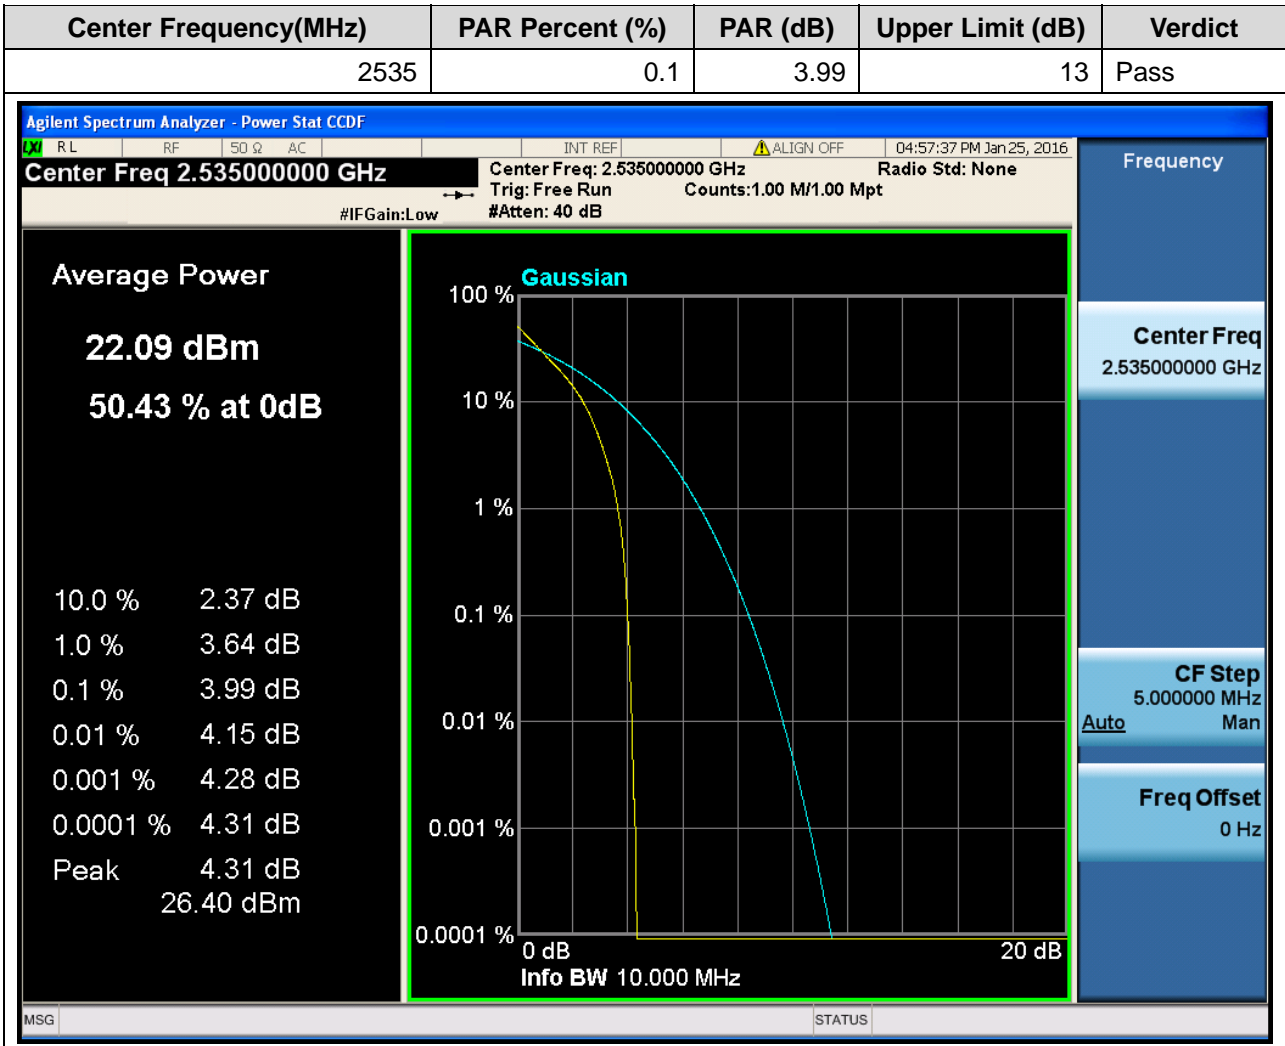 Center Frequency(MHz) PAR Percent (%) PAR (dB) Upper Limit (dB) Verdict
2535 0.1 3.99 13 Pass
Agilent Spectrum Analyzer - Power Stat CCDF
LXI RL RF 50 Ω AC INT REF ALIGN OFF 04:57:37 PM Jan 25, 2016
Center Freq 2.535000000 GHz
Center Freq: 2.535000000 GHz Radio Std: None
Trig: Free Run Counts:1.00 M/1.00 Mpt
#IFGain:Low #Atten: 40 dB
Average Power
22.09 dBm
50.43 % at 0dB
10.0 % 2.37 dB
1.0 % 3.64 dB
0.1 % 3.99 dB
0.01 % 4.15 dB
0.001 % 4.28 dB
0.0001 % 4.31 dB
Peak 4.31 dB
26.40 dBm
Gaussian
100 %
10 %
1 %
0.1 %
0.01 %
0.001 %
0.0001 %
0 dB 20 dB
Info BW 10.000 MHz
Frequency
Center Freq
2.535000000 GHz
CF Step
5.000000 MHz
Auto Man
Freq Offset
0 Hz
MSG STATUS